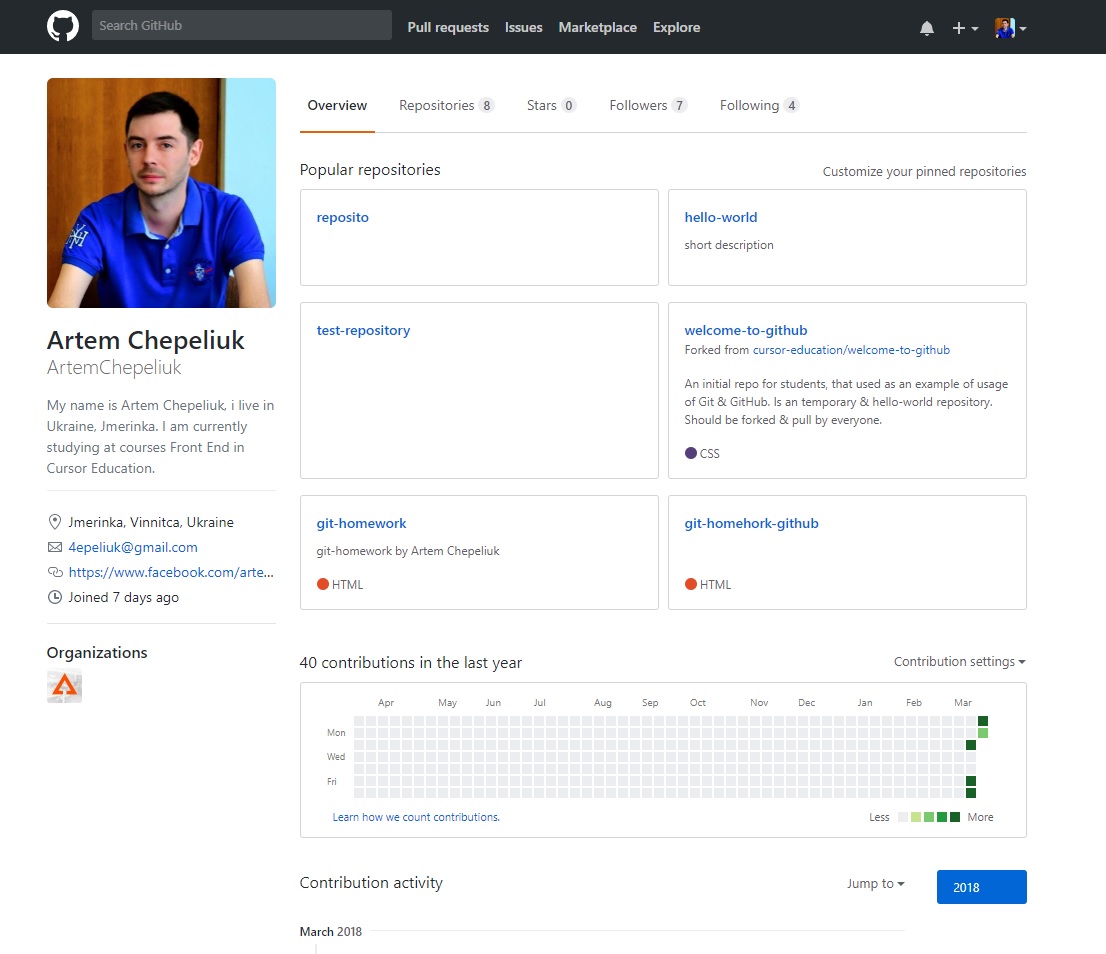 Search GitHub
Pull requests
Issues
Marketplace
Explore
Overview
Repositories 8
Stars 0
Followers 7
Following 4
Popular repositories
Customize your pinned repositories
reposito
hello-world
short description
test-repository
welcome-to-github
Forked from cursor-education/welcome-to-github
An initial repo for students, that used as an example of usage
of Git & GitHub. Is an temporary & hello-world repository.
Should be forked & pull by everyone.
CSS
git-homework
git-homework by Artem Chepeliuk
HTML
git-homehork-github
HTML
Artem Chepeliuk
ArtemChepeliuk
My name is Artem Chepeliuk, i live in
Ukraine, Jmerinka. I am currently
studying at courses Front End in
Cursor Education.
Jmerinka, Vinnitca, Ukraine
4epeliuk@gmail.com
https://www.facebook.com/arte...
Joined 7 days ago
Organizations
40 contributions in the last year
Contribution settings
Apr May Jun Jul Aug Sep Oct Nov Dec Jan Feb Mar
Mon
Wed
Fri
Learn how we count contributions.
Less
More
Contribution activity
Jump to
2018
March 2018